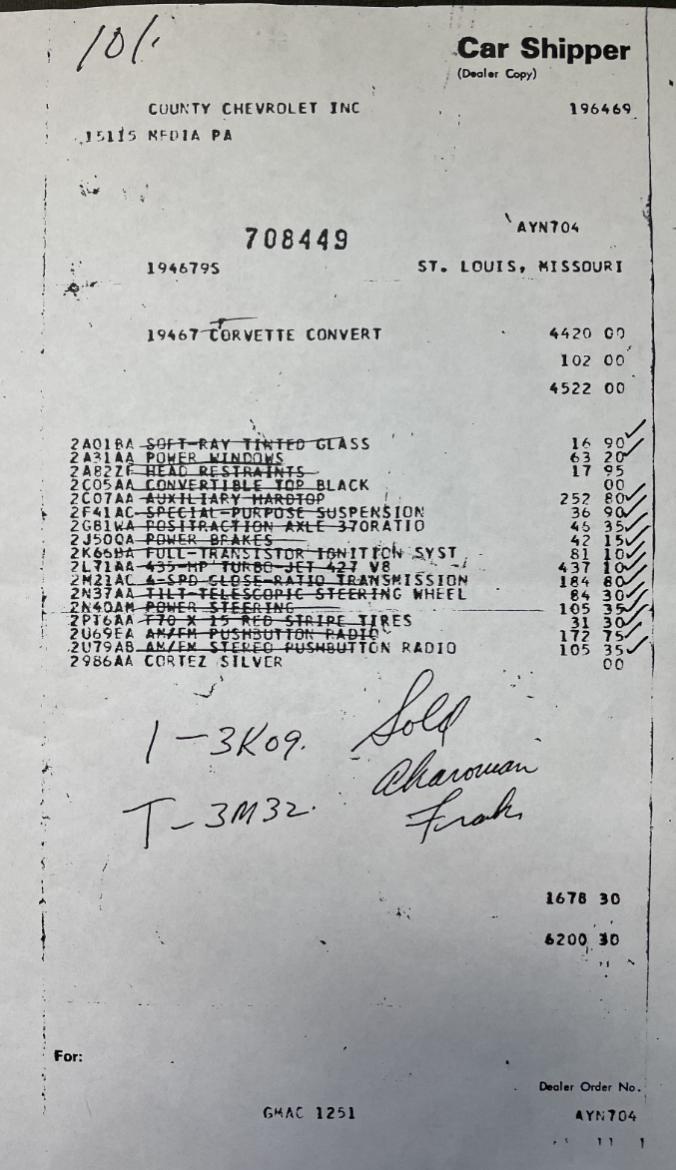 10/1
Car Shipper
(Dealer Copy)
COUNTY CHEVROLET INC 196469
15115 MEDIA PA
708449 AYN704
194679S ST. LOUIS, MISSOURI
19467 CORVETTE CONVERT 4420 00
102 00
4522 00
2A01BA SOFT-RAY TINTED GLASS 16 90
2A31AA POWER WINDOWS 63 20
2A82ZF HEAD RESTRAINTS 17 95
2C05AA CONVERTIBLE TOP BLACK 00
2C07AA AUXILIARY HARDTOP 252 80
2F41AC SPECIAL-PURPOSE SUSPENSION 36 90
2G81WA POSITRACTION AXLE 370RATIO 46 35
2J50QA POWER BRAKES 42 15
2K66BA FULL-TRANSISTOR IGNITION SYST 81 10
2L71AA 435-HP TURBO-JET 427 V8 437 10
2M21AC 4-SPD CLOSE-RATIO TRANSMISSION 184 80
2N37AA TILT-TELESCOPIC STEERING WHEEL 84 30
2N40AM POWER STEERING 105 35
2PT6AA F70 X 15 RED STRIPE TIRES 31 30
2U69EA AM/FM PUSHBUTTON RADIO 172 75
2U79AB AM/FM STEREO PUSHBUTTON RADIO 105 35
2986AA CORTEZ SILVER 00
1-3K09. Sold
T-3M32.
1678 30
6200 30
For:
Dealer Order No.
GMAC 1251 AYN704